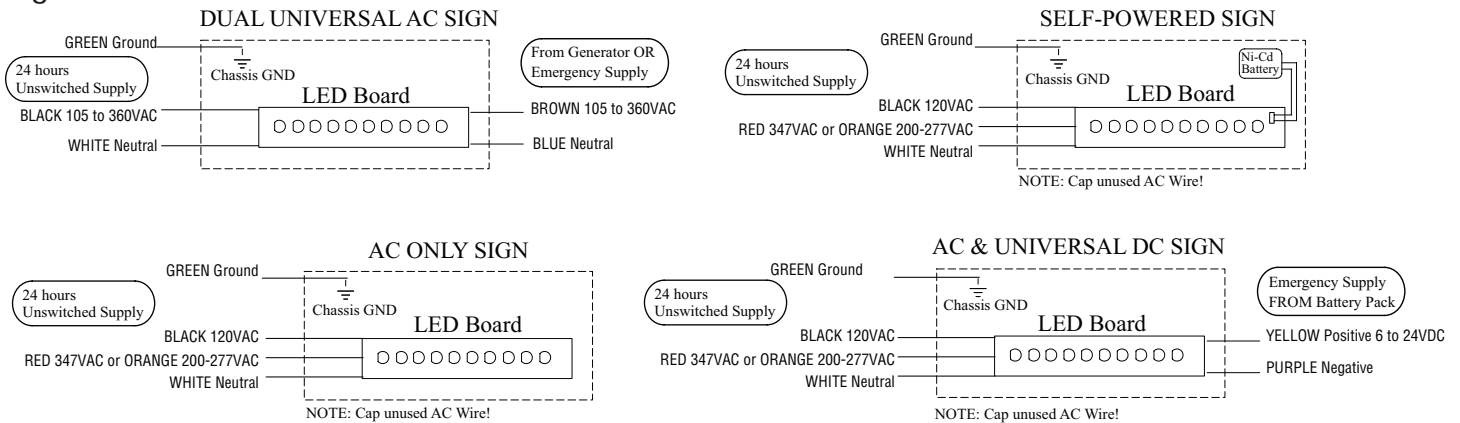 DUAL UNIVERSAL AC SIGN
GREEN Ground
24 hours
Unswitched Supply
Chassis GND
From Generator OR
Emergency Supply
LED Board
BLACK 105 to 360VAC
BROWN 105 to 360VAC
WHITE Neutral
BLUE Neutral
SELF-POWERED SIGN
GREEN Ground
24 hours
Unswitched Supply
Chassis GND
Ni-Cd
Battery
LED Board
BLACK 120VAC
RED 347VAC or ORANGE 200-277VAC
WHITE Neutral
NOTE: Cap unused AC Wire!
AC ONLY SIGN
GREEN Ground
24 hours
Unswitched Supply
Chassis GND
LED Board
BLACK 120VAC
RED 347VAC or ORANGE 200-277VAC
WHITE Neutral
NOTE: Cap unused AC Wire!
AC & UNIVERSAL DC SIGN
GREEN Ground
24 hours
Unswitched Supply
Chassis GND
Emergency Supply
FROM Battery Pack
LED Board
BLACK 120VAC
YELLOW Positive 6 to 24VDC
RED 347VAC or ORANGE 200-277VAC
PURPLE Negative
WHITE Neutral
NOTE: Cap unused AC Wire!